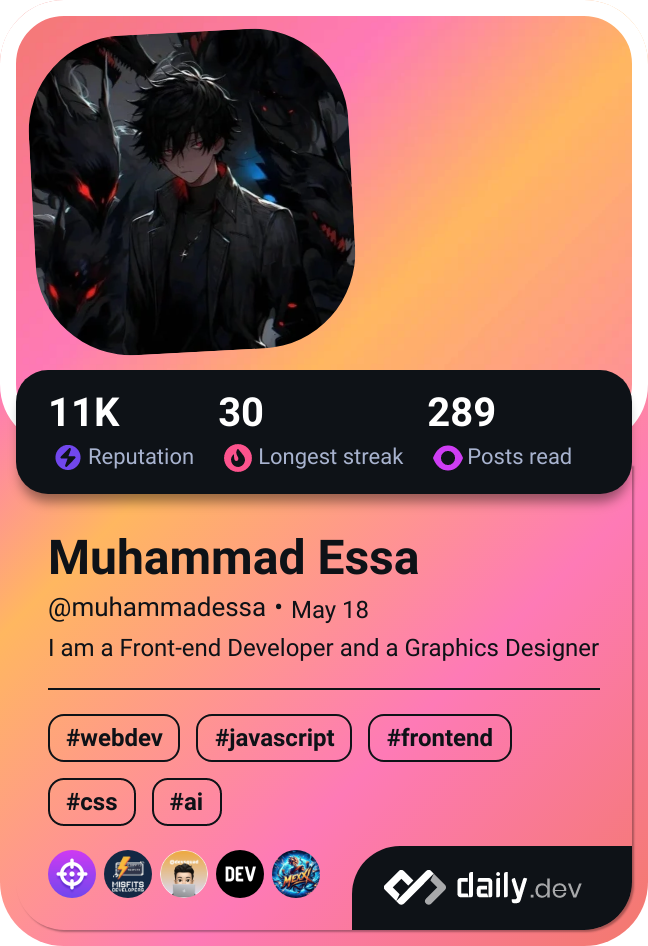 11K 30 289
Reputation Longest streak Posts read
Muhammad Essa
@muhammadessa • May 18
I am a Front-end Developer and a Graphics Designer
#webdev #javascript #frontend
#css #ai
MISFITS
DEVELOPERS
DEV
daily.dev